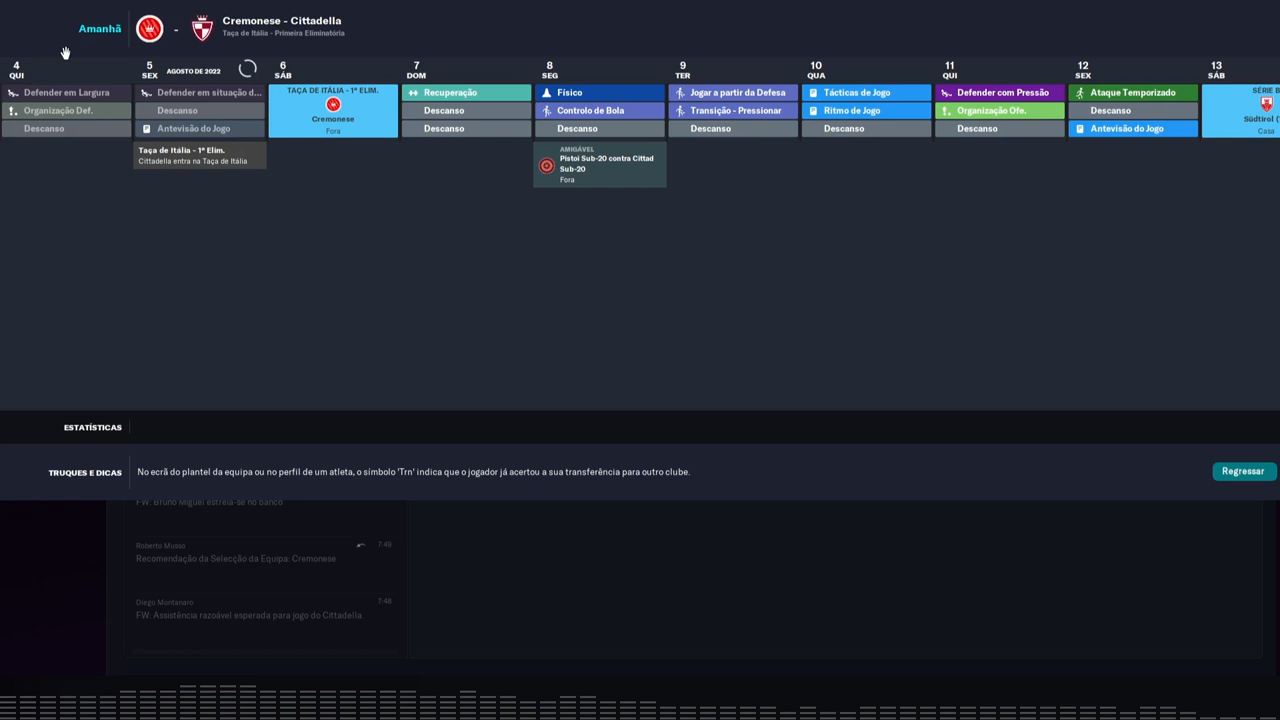 Amanhã
-
Cremonese - Cittadella
Taça de Itália - Primeira Eliminatória
4
QUI
5
SEX
AGOSTO DE 2022
6
SÁB
7
DOM
8
SEG
9
TER
10
QUA
11
QUI
12
SEX
13
SÁB
Defender em Largura
Organização Def.
Descanso
Defender em situação d...
Descanso
Antevisão do Jogo
Taça de Itália - 1ª Elim.
Cittadella entra na Taça de Itália
TAÇA DE ITÁLIA - 1ª ELIM.
Cremonese
Fora
Recuperação
Descanso
Descanso
Físico
Controlo de Bola
Descanso
AMIGÁVEL
Pistoi Sub-20 contra Cittad
Sub-20
Fora
Jogar a partir da Defesa
Transição - Pressionar
Descanso
Tácticas de Jogo
Ritmo de Jogo
Descanso
Defender com Pressão
Organização Ofe.
Descanso
Ataque Temporizado
Descanso
Antevisão do Jogo
SÉRIE B
Südtirol (
Casa
ESTATÍSTICAS
TRUQUES E DICAS
No ecrã do plantel da equipa ou no perfil de um atleta, o símbolo 'Trn' indica que o jogador já acertou a sua transferência para outro clube.
Regressar
FW: Bruno Miguel estreia-se no banco
Roberto Musso
7:49
Recomendação da Selecção da Equipa: Cremonese
Diego Montanaro
7:48
FW: Assistência razoável esperada para jogo do Cittadella